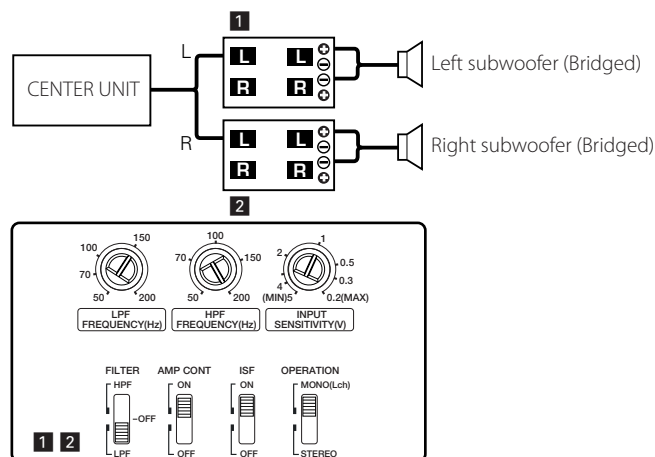 1
L
L
L
⊕
⊖
CENTER UNIT
R
R
⊖
⊕
Left subwoofer (Bridged)
R
L
L
⊕
⊖
R
R
⊖
⊕
Right subwoofer (Bridged)
2
50 70 100 150 200
LPF
FREQUENCY(Hz)
50 70 100 150 200
HPF
FREQUENCY(Hz)
(MIN)5 4 2 1 0.5 0.3 0.2(MAX)
INPUT
SENSITIVITY(V)
FILTER AMP CONT ISF OPERATION
HPF ON ON MONO(Lch)
OFF
1 2 LPF OFF OFF STEREO